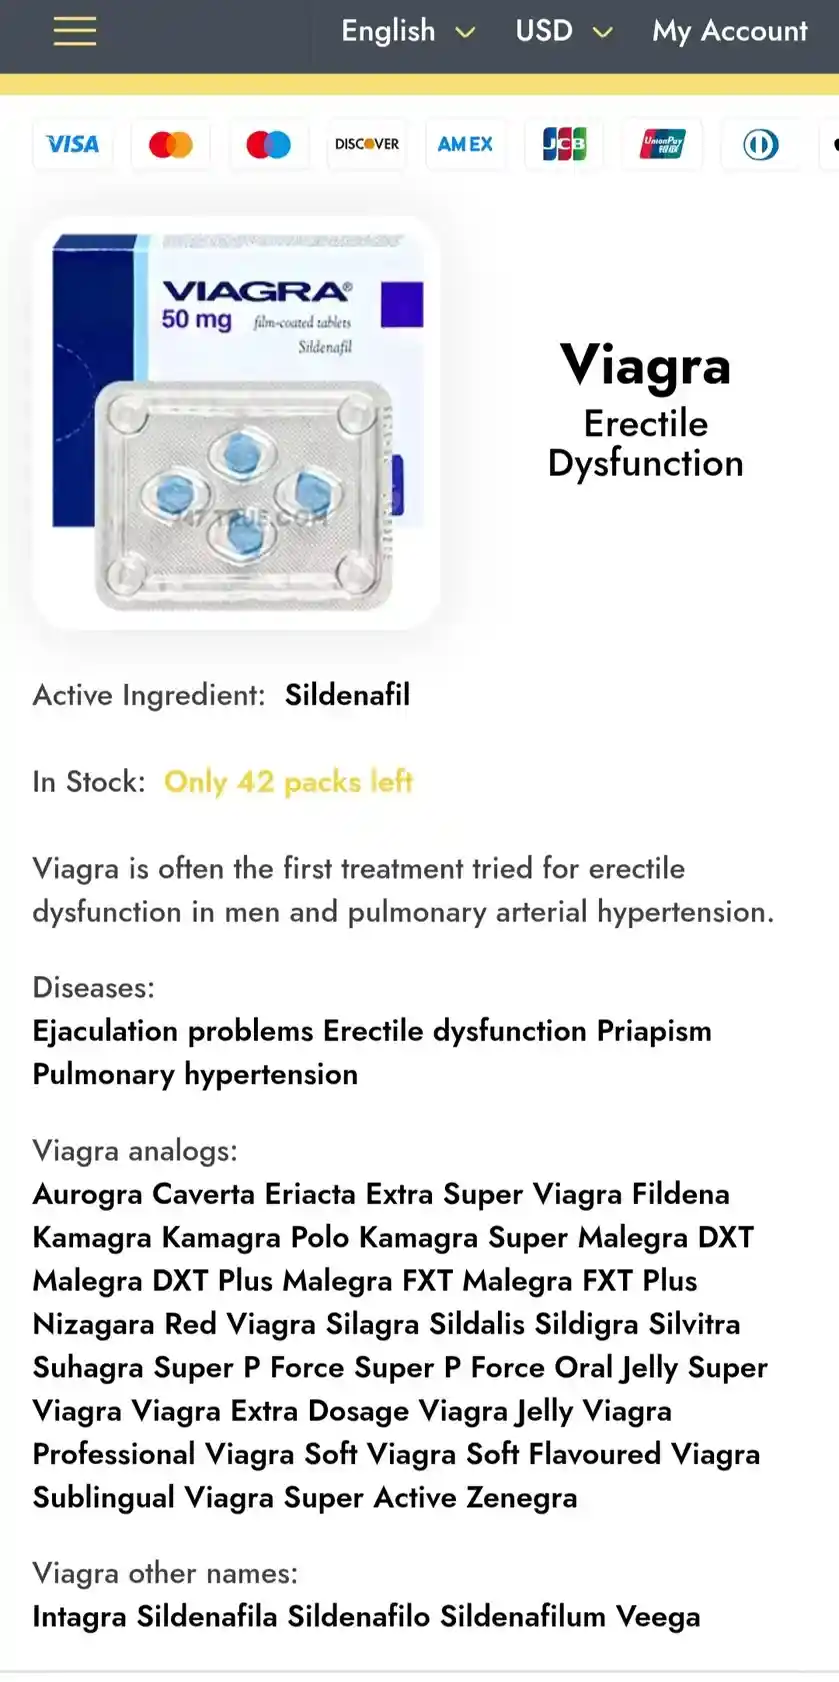 English USD My Account
VISA DISCOVER AMEX JCB UnionPay
VIAGRA®
50 mg film-coated tablets
Sildenafil
Viagra
Erectile
Dysfunction
Active Ingredient: Sildenafil
In Stock: Only 42 packs left
Viagra is often the first treatment tried for erectile
dysfunction in men and pulmonary arterial hypertension.
Diseases:
Ejaculation problems Erectile dysfunction Priapism
Pulmonary hypertension
Viagra analogs:
Aurogra Caverta Eriacta Extra Super Viagra Fildena
Kamagra Kamagra Polo Kamagra Super Malegra DXT
Malegra DXT Plus Malegra FXT Malegra FXT Plus
Nizagara Red Viagra Silagra Sildalis Sildigra Silvitra
Suhagra Super P Force Super P Force Oral Jelly Super
Viagra Viagra Extra Dosage Viagra Jelly Viagra
Professional Viagra Soft Viagra Soft Flavoured Viagra
Sublingual Viagra Super Active Zenegra
Viagra other names:
Intagra Sildenafila Sildenafilo Sildenafilum Veega